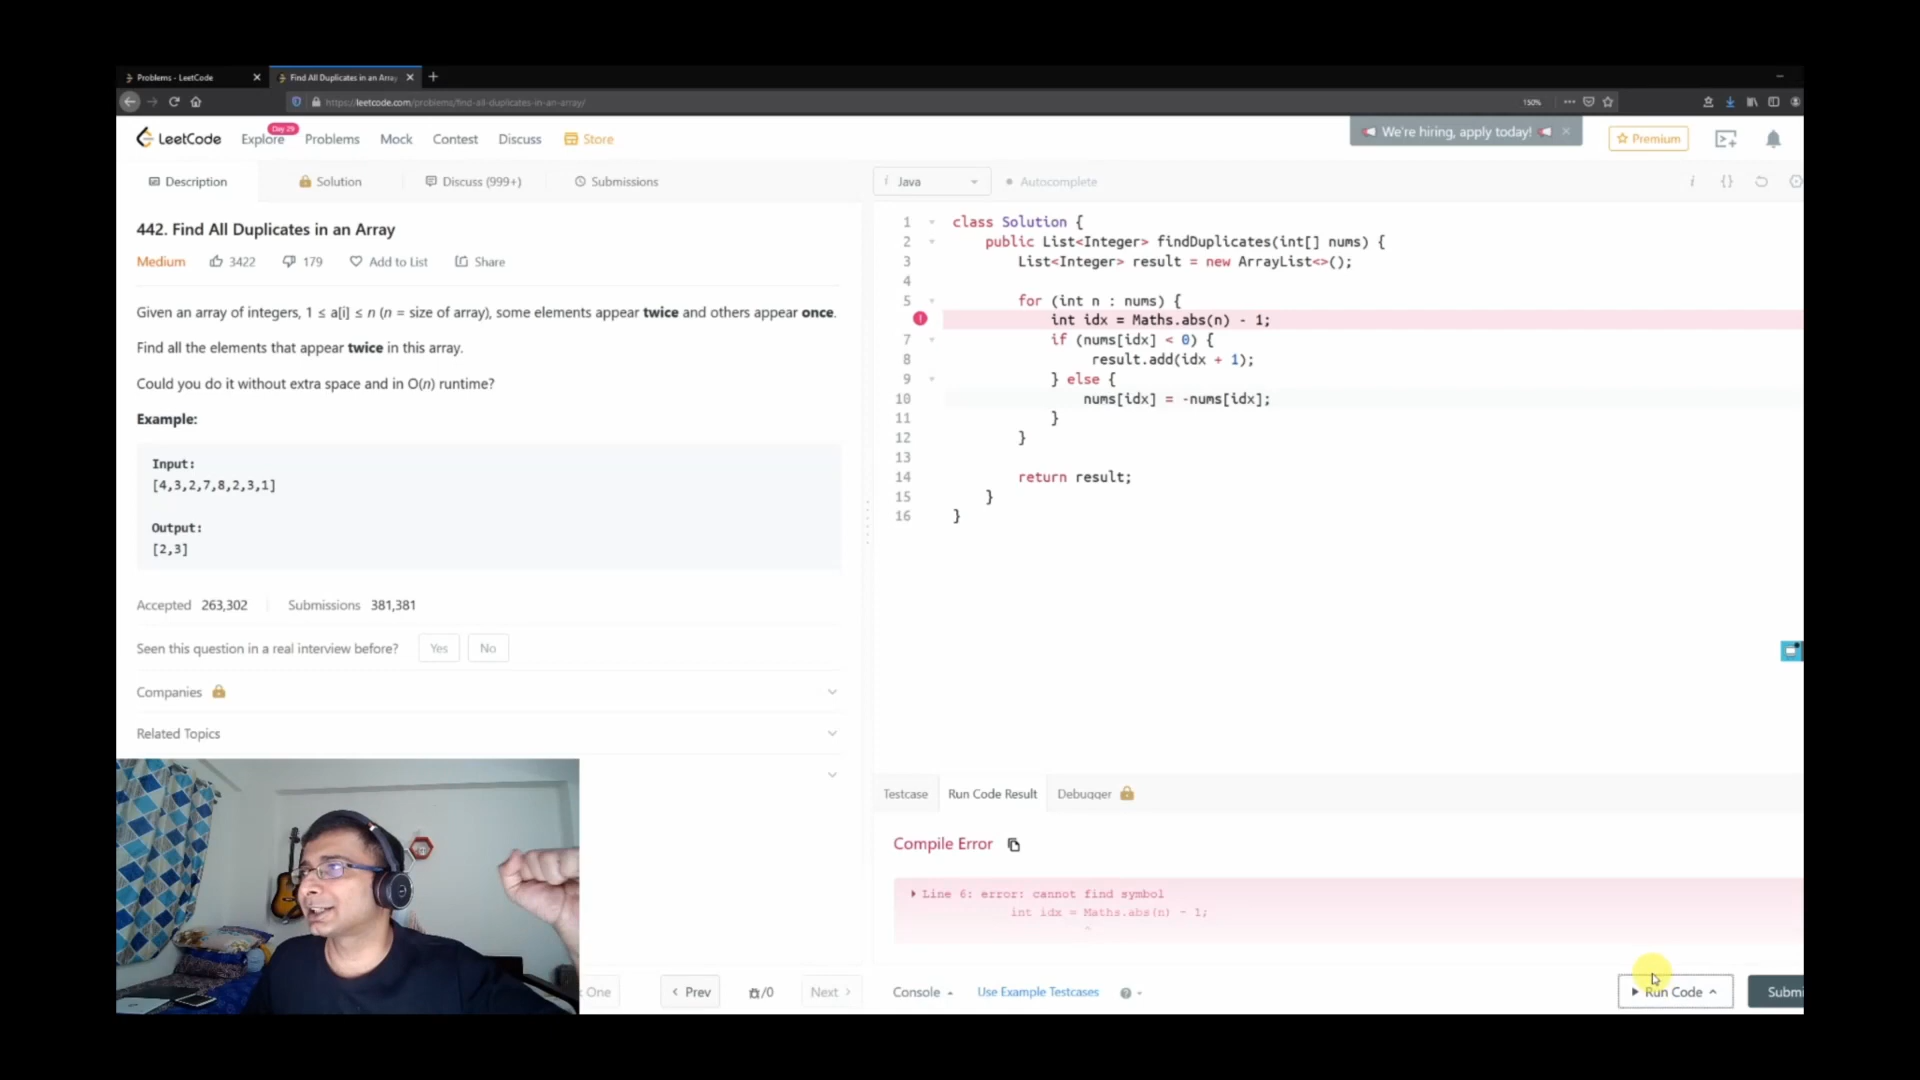 Problems - LeetCode
Find All Duplicates in an Array
https://leetcode.com/problems/find-all-duplicates-in-an-array/
150%
LeetCode
Explore
Day 29
Problems
Mock
Contest
Discuss
Store
We're hiring, apply today!
Premium
Description
Solution
Discuss (999+)
Submissions
i Java
Autocomplete
442. Find All Duplicates in an Array
Medium
3422
179
Add to List
Share
Given an array of integers, 1 ≤ a[i] ≤ n (n = size of array), some elements appear twice and others appear once.
Find all the elements that appear twice in this array.
Could you do it without extra space and in O(n) runtime?
Example:
Input:
[4,3,2,7,8,2,3,1]
Output:
[2,3]
Accepted 263,302
Submissions 381,381
Seen this question in a real interview before?
Yes
No
Companies
Related Topics
One
Prev
/0
Next
1 class Solution {
2 public List<Integer> findDuplicates(int[] nums) {
3 List<Integer> result = new ArrayList<>();
4
5 for (int n : nums) {
int idx = Maths.abs(n) - 1;
7 if (nums[idx] < 0) {
8 result.add(idx + 1);
9 } else {
10 nums[idx] = -nums[idx];
11 }
12 }
13
14 return result;
15 }
16 }
Testcase
Run Code Result
Debugger
Compile Error
Line 6: error: cannot find symbol
int idx = Maths.abs(n) - 1;
^
Console
Use Example Testcases
Run Code
Submi